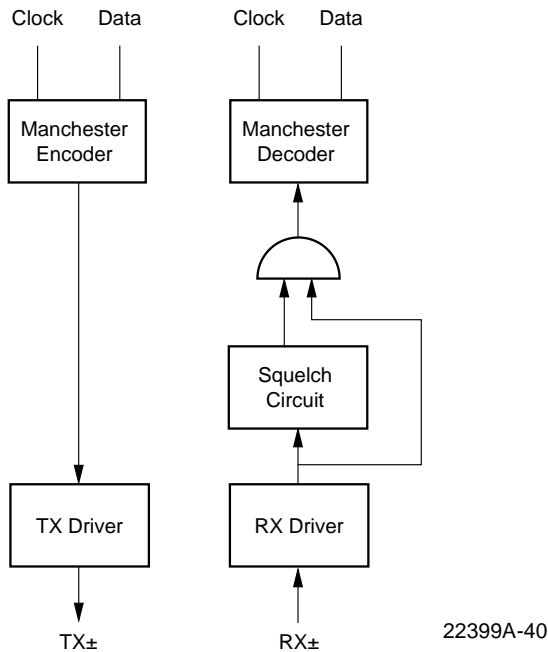 Clock Data Clock Data
Manchester
Encoder
Manchester
Decoder
Squelch
Circuit
TX Driver
RX Driver
TX±
RX±
22399A-40